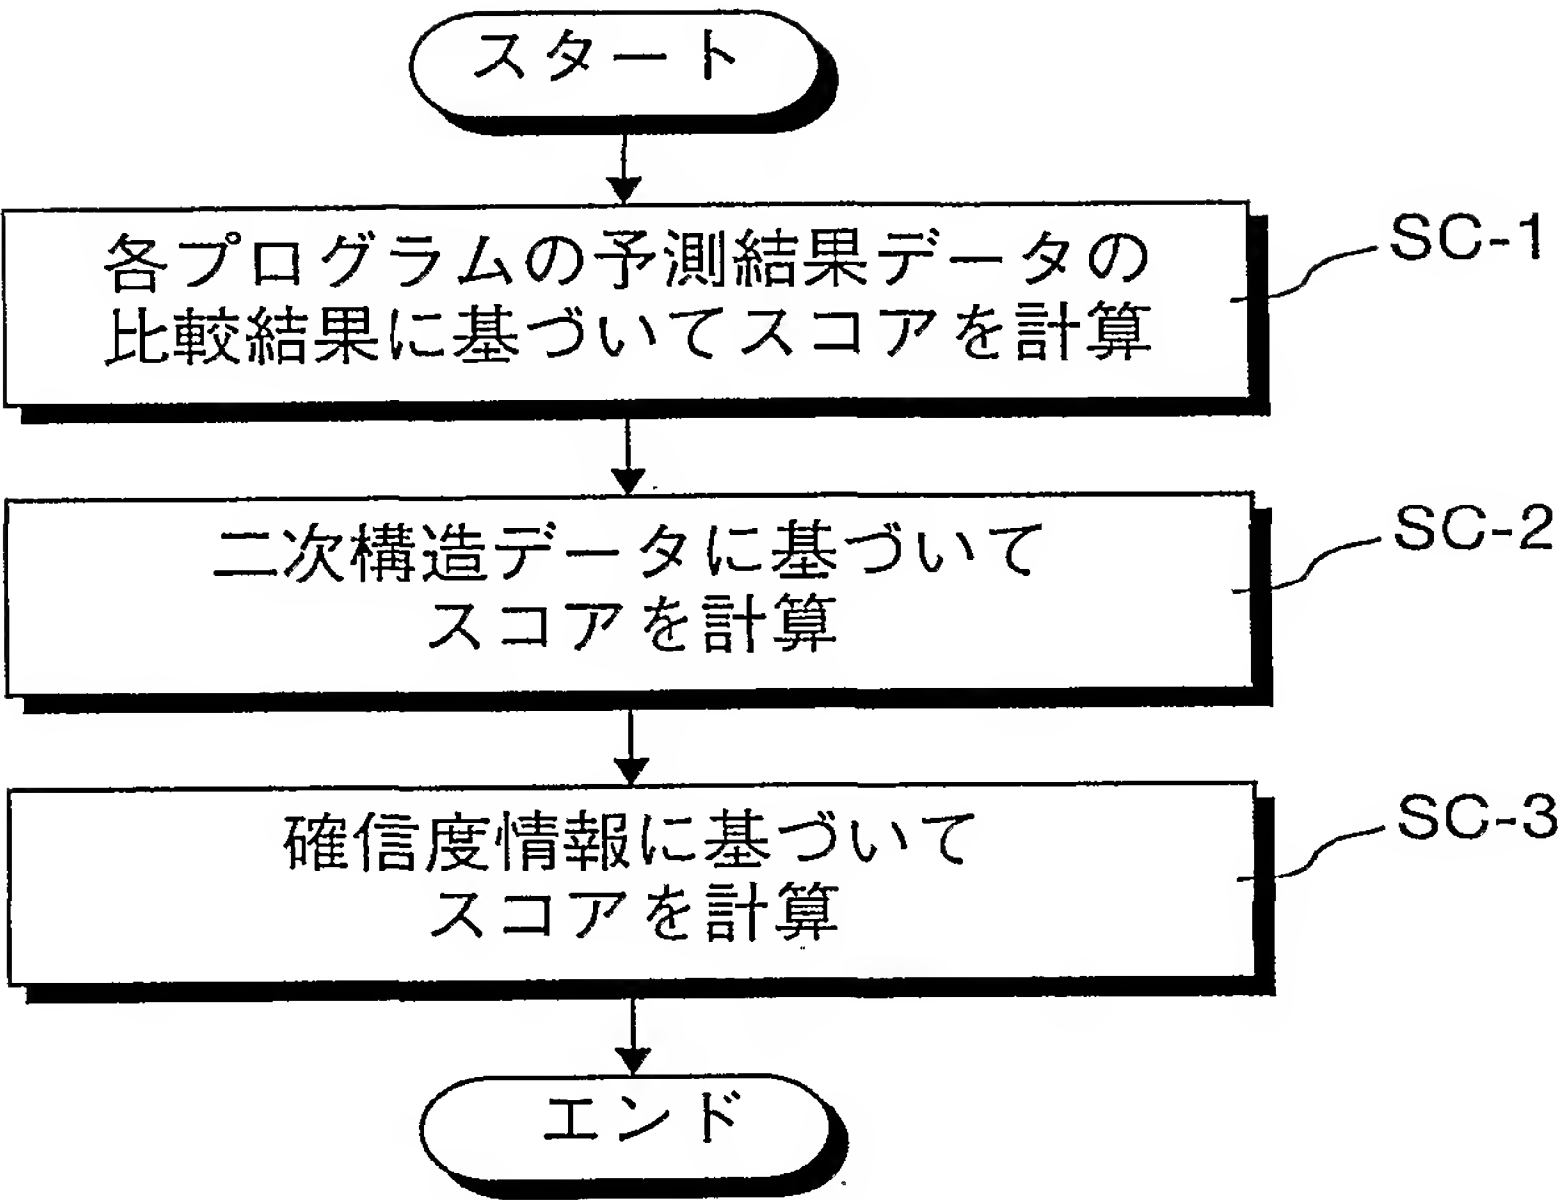 スタート
各プログラムの予測結果データの
比較結果に基づいてスコアを計算
SC-1
二次構造データに基づいて
スコアを計算
SC-2
確信度情報に基づいて
スコアを計算
SC-3
エンド